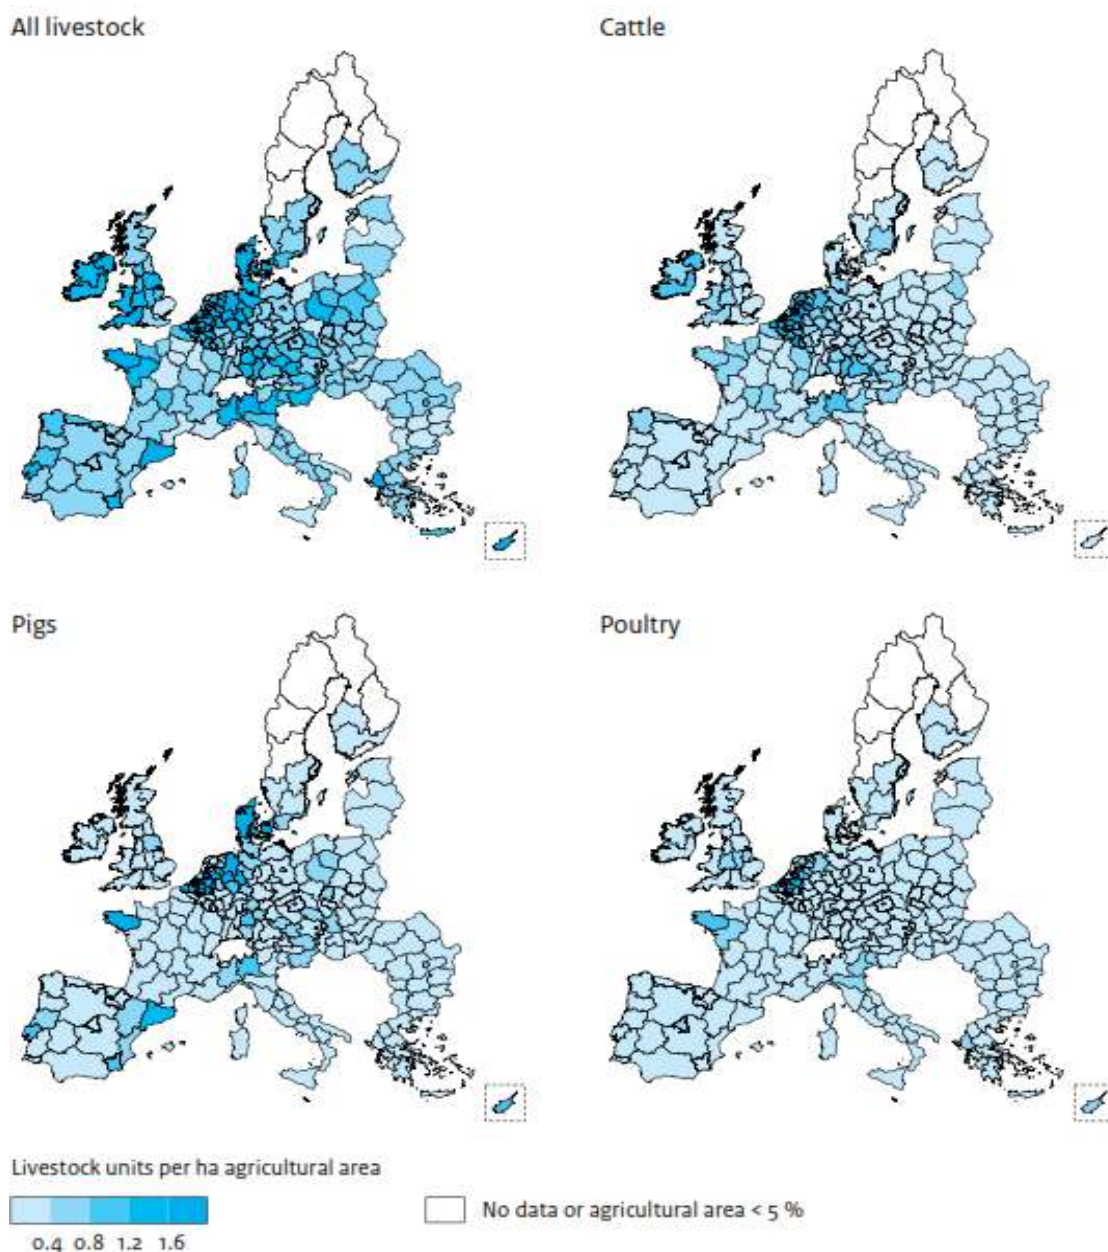 All livestock
Cattle
Pigs
Poultry
Livestock units per ha agricultural area
No data or agricultural area < 5 %
0.4 0.8 1.2 1.6